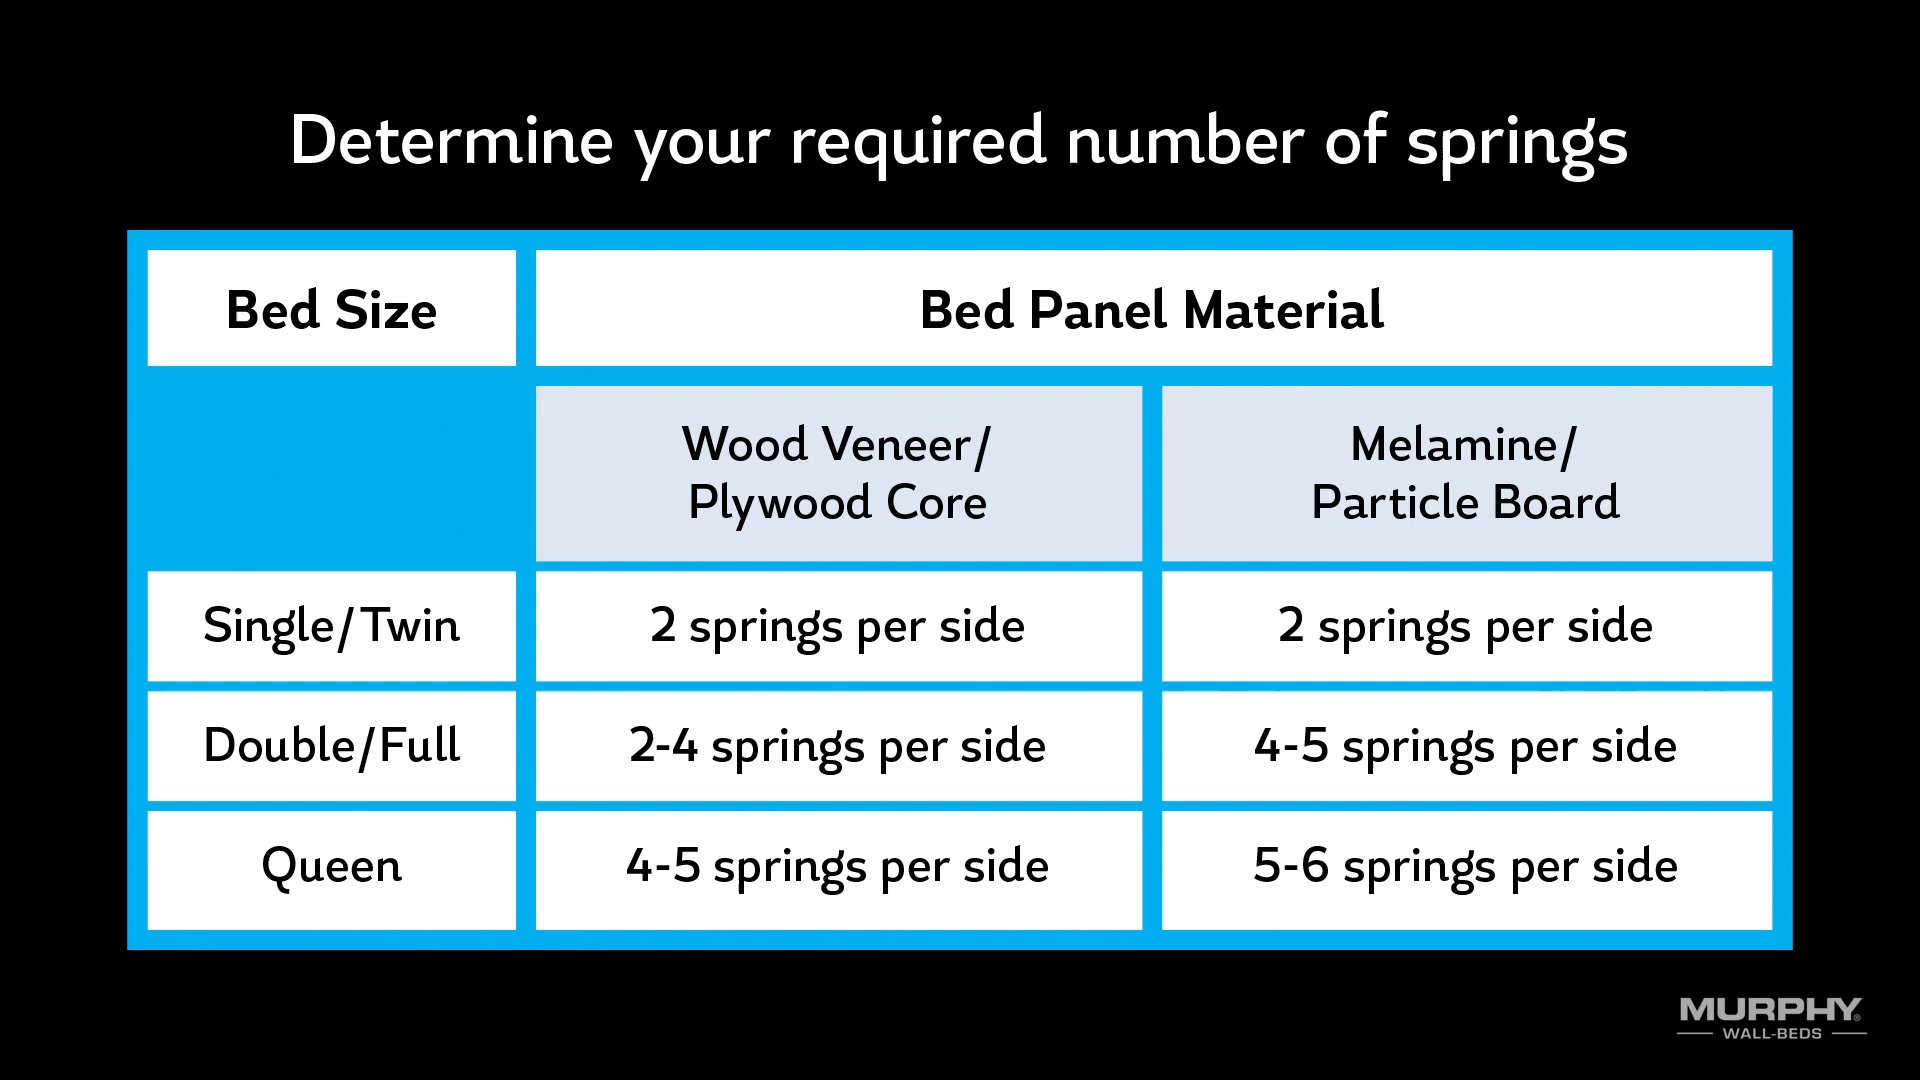 Determine your required number of springs
Bed Size
Bed Panel Material
Wood Veneer/
Plywood Core
Melamine/
Particle Board
Single/Twin
2 springs per side
2 springs per side
Double/Full
2-4 springs per side
4-5 springs per side
Queen
4-5 springs per side
5-6 springs per side
MURPHY®
WALL-BEDS